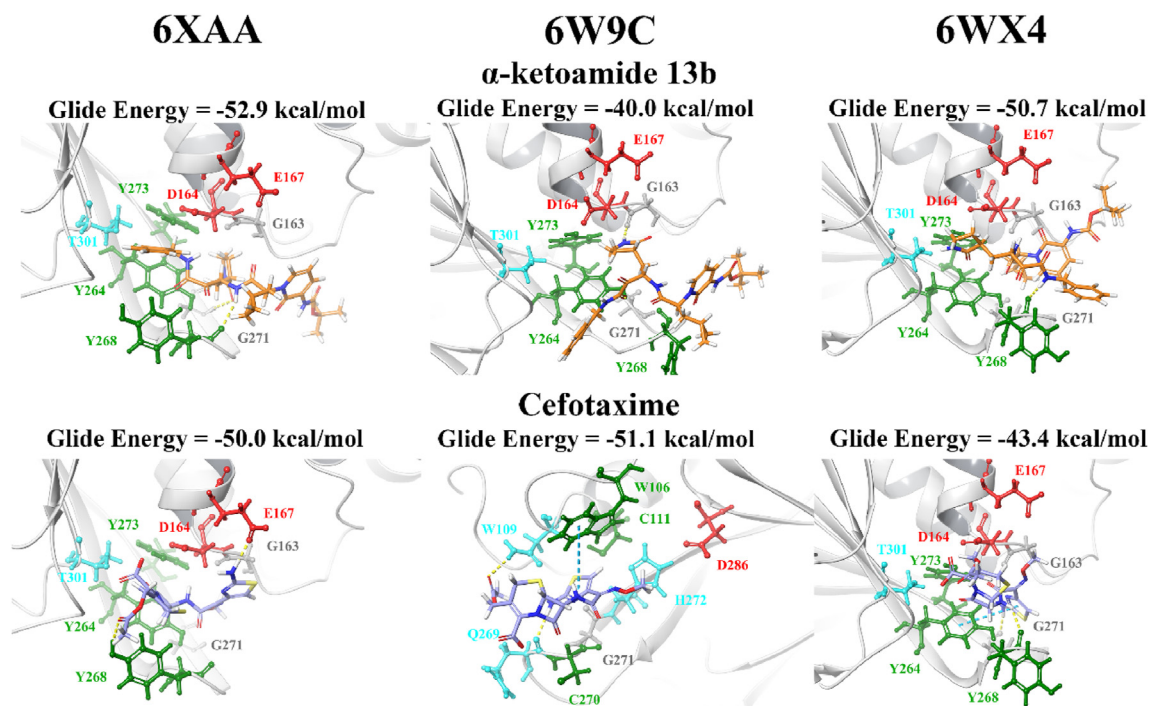 6XAA 6W9C 6WX4
α-ketoamide 13b
Glide Energy = -52.9 kcal/mol
E167
Y273
D164
G163
T301
Y264
G271
Y268
Glide Energy = -40.0 kcal/mol
E167
G163
D164
Y273
T301
G271
Y264
Y268
Glide Energy = -50.7 kcal/mol
E167
D164
G163
Y273
T301
G271
Y264
Y268
Cefotaxime
Glide Energy = -50.0 kcal/mol
E167
Y273
D164
G163
T301
Y264
G271
Y268
Glide Energy = -51.1 kcal/mol
W106
W109
C111
D286
H272
Q269
G271
C270
Glide Energy = -43.4 kcal/mol
E167
D164
T301
Y273
G163
G271
Y264
Y268